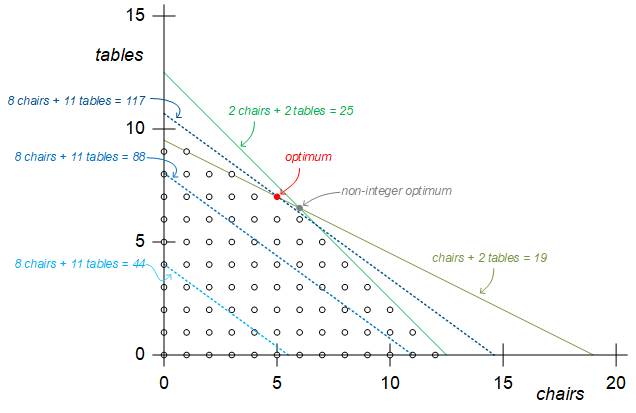 15
tables
8 chairs + 11 tables = 117
2 chairs + 2 tables = 25
10
8 chairs + 11 tables = 88
optimum
non-integer optimum
5
8 chairs + 11 tables = 44
chairs + 2 tables = 19
0
0 5 10 15 20
chairs